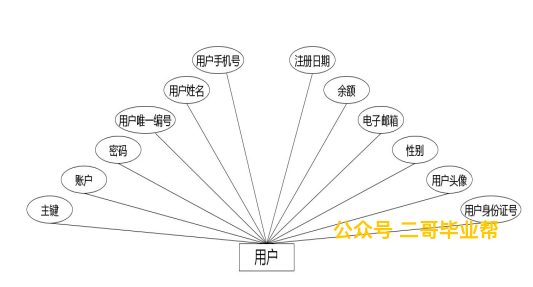 用户手机号
注册日期
用户姓名
余额
用户唯一编号
电子邮箱
密码
性别
账户
用户头像
主键
用户身份证号
公众号 二哥毕业帮
用户